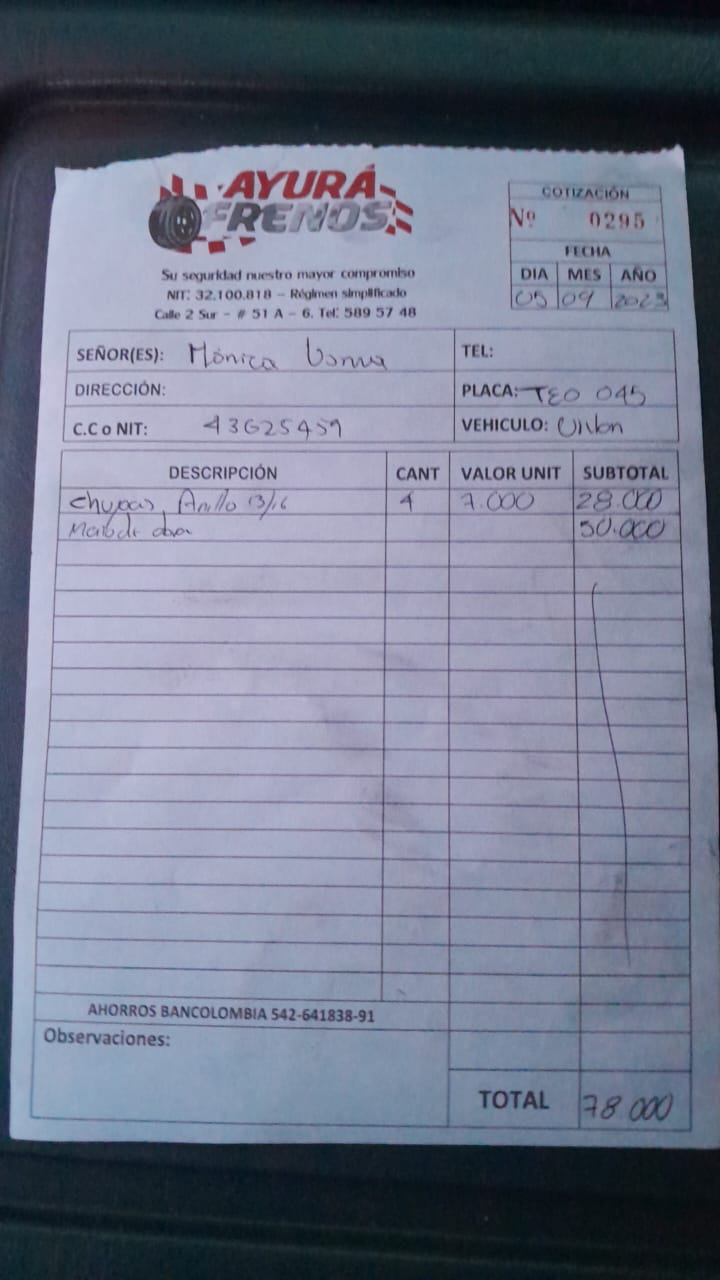 AYURÁ
FRENOS
Su seguridad nuestro mayor compromiso
NIT: 32.100.818 – Régimen simplificado
Calle 2 Sur – # 51 A – 6. Tel: 589 57 48
COTIZACIÓN
Nº 0295
FECHA
DIA MES AÑO
05 09 2023
SEÑOR(ES): Mónica
TEL:
DIRECCIÓN:
PLACA: TEO 045
C.C o NIT: 43625459
VEHICULO:
DESCRIPCIÓN CANT VALOR UNIT SUBTOTAL
chupas Anillo 13/16 4 7.000 28.000
obra 50.000
AHORROS BANCOLOMBIA 542-641838-91
Observaciones:
TOTAL 78.000